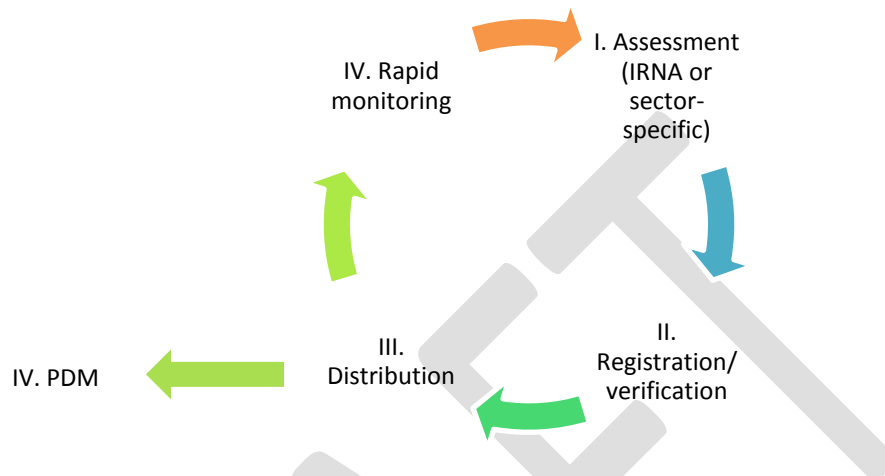 I. Assessment
(IRNA or
sector-
specific)
II.
Registration/
verification
III.
Distribution
IV. Rapid
monitoring
IV. PDM